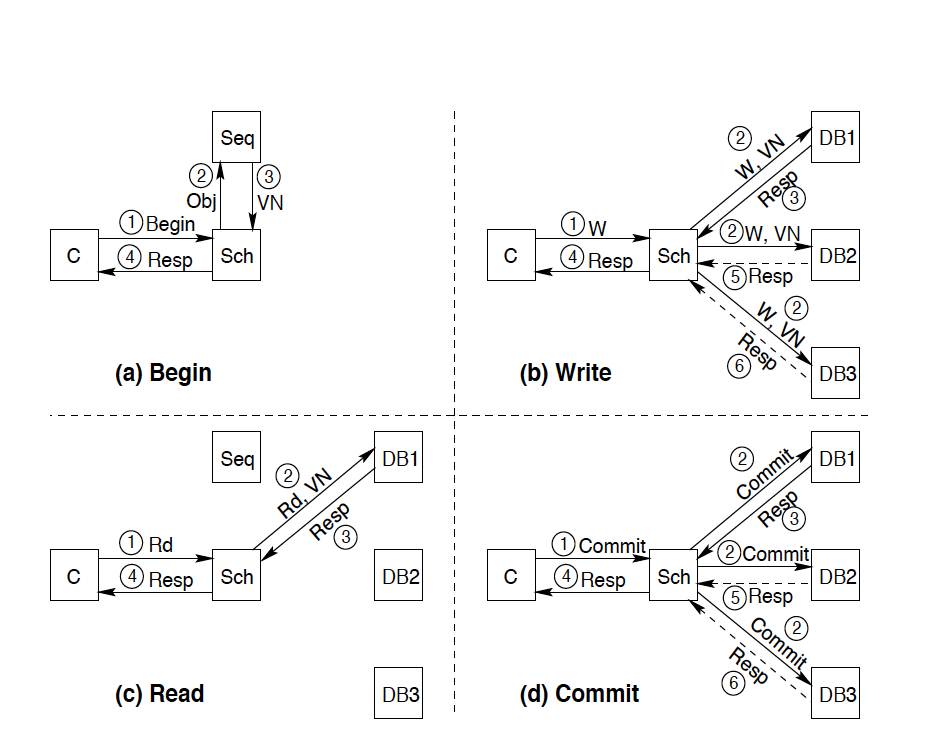 Seq
2
3
Obj
VN
1 Begin
C
4 Resp
Sch
(a) Begin
DB1
2
W, VN
Resp
3
1 W
2 W, VN
C
4 Resp
Sch
DB2
5 Resp
2
W, VN
Resp
6
DB3
(b) Write
Seq
DB1
2
Rd, VN
Resp
3
1 Rd
C
4 Resp
Sch
DB2
(c) Read
DB3
DB1
2
Commit
Resp
3
1 Commit
2 Commit
C
4 Resp
Sch
DB2
5 Resp
2
Commit
Resp
6
DB3
(d) Commit